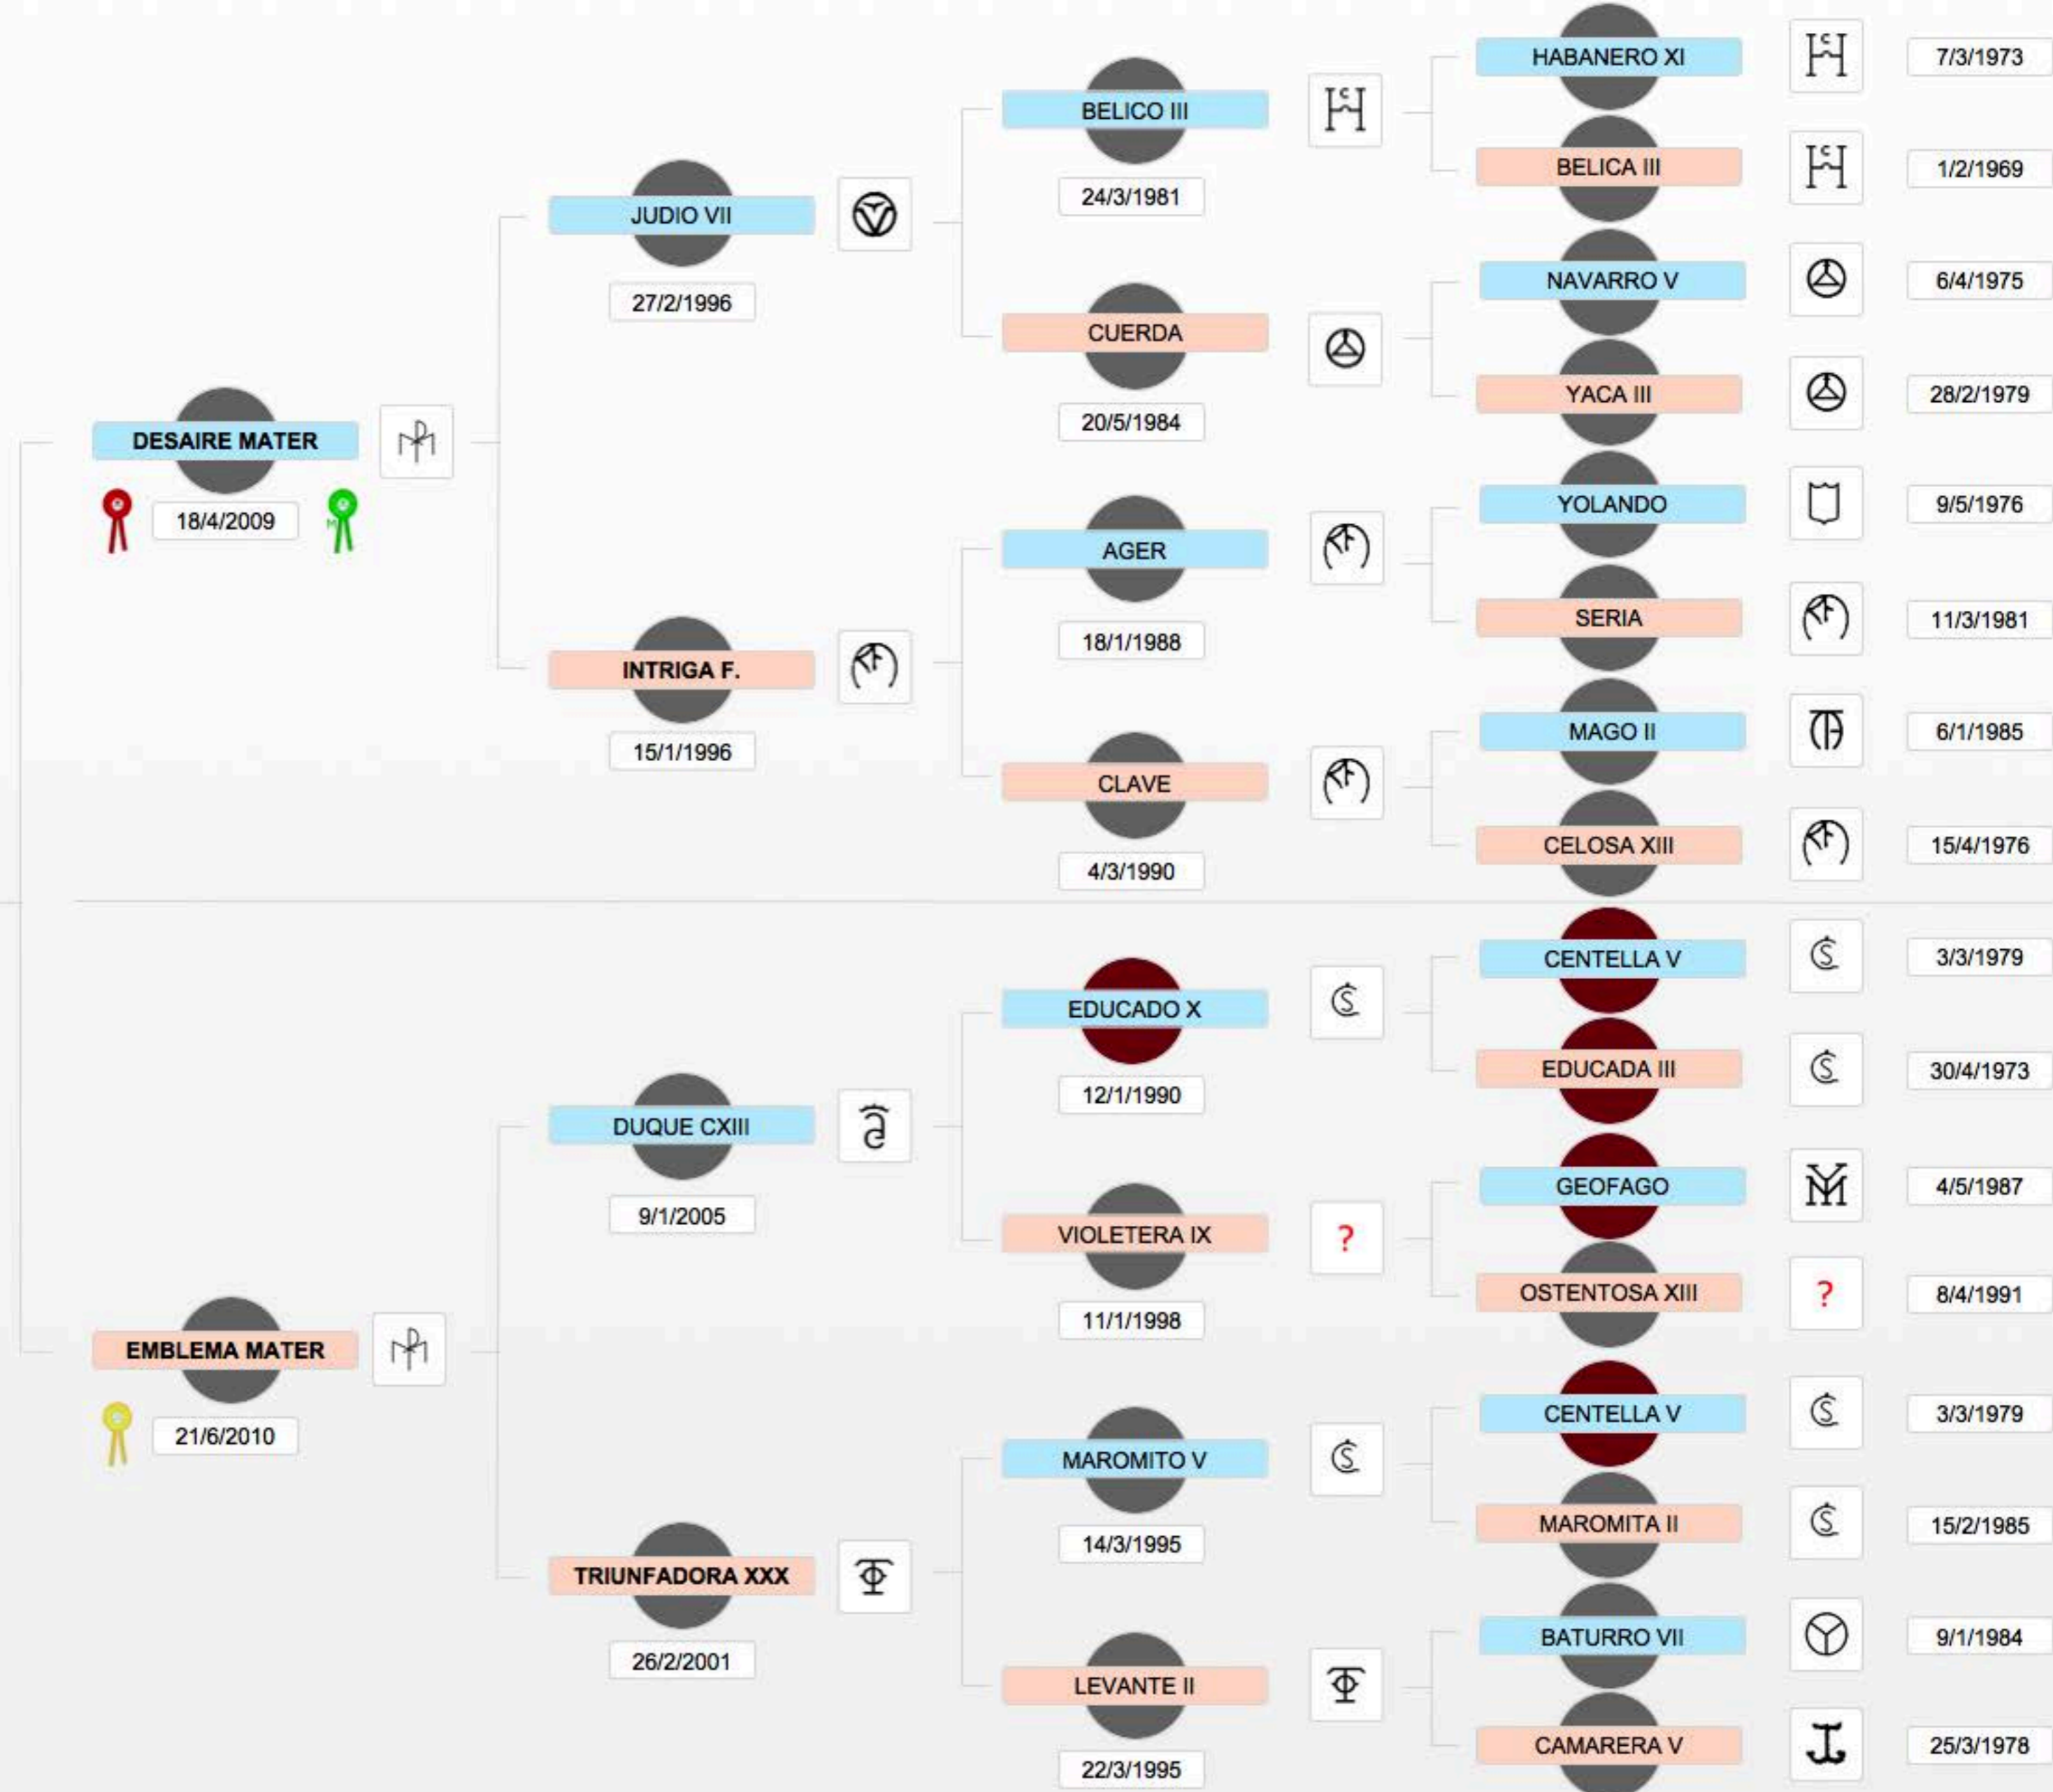 DESAIRE MATER
18/4/2009
M
EMBLEMA MATER
21/6/2010
JUDIO VII
27/2/1996
INTRIGA F.
15/1/1996
DUQUE CXIII
9/1/2005
TRIUNFADORA XXX
26/2/2001
BELICO III
24/3/1981
CUERDA
20/5/1984
AGER
18/1/1988
CLAVE
4/3/1990
EDUCADO X
12/1/1990
VIOLETERA IX
?
11/1/1998
MAROMITO V
14/3/1995
LEVANTE II
22/3/1995
HABANERO XI
7/3/1973
BELICA III
1/2/1969
NAVARRO V
6/4/1975
YACA III
28/2/1979
YOLANDO
9/5/1976
SERIA
11/3/1981
MAGO II
6/1/1985
CELOSA XIII
15/4/1976
CENTELLA V
3/3/1979
EDUCADA III
30/4/1973
GEOFAGO
4/5/1987
OSTENTOSA XIII
?
8/4/1991
CENTELLA V
3/3/1979
MAROMITA II
15/2/1985
BATURRO VII
9/1/1984
CAMARERA V
25/3/1978